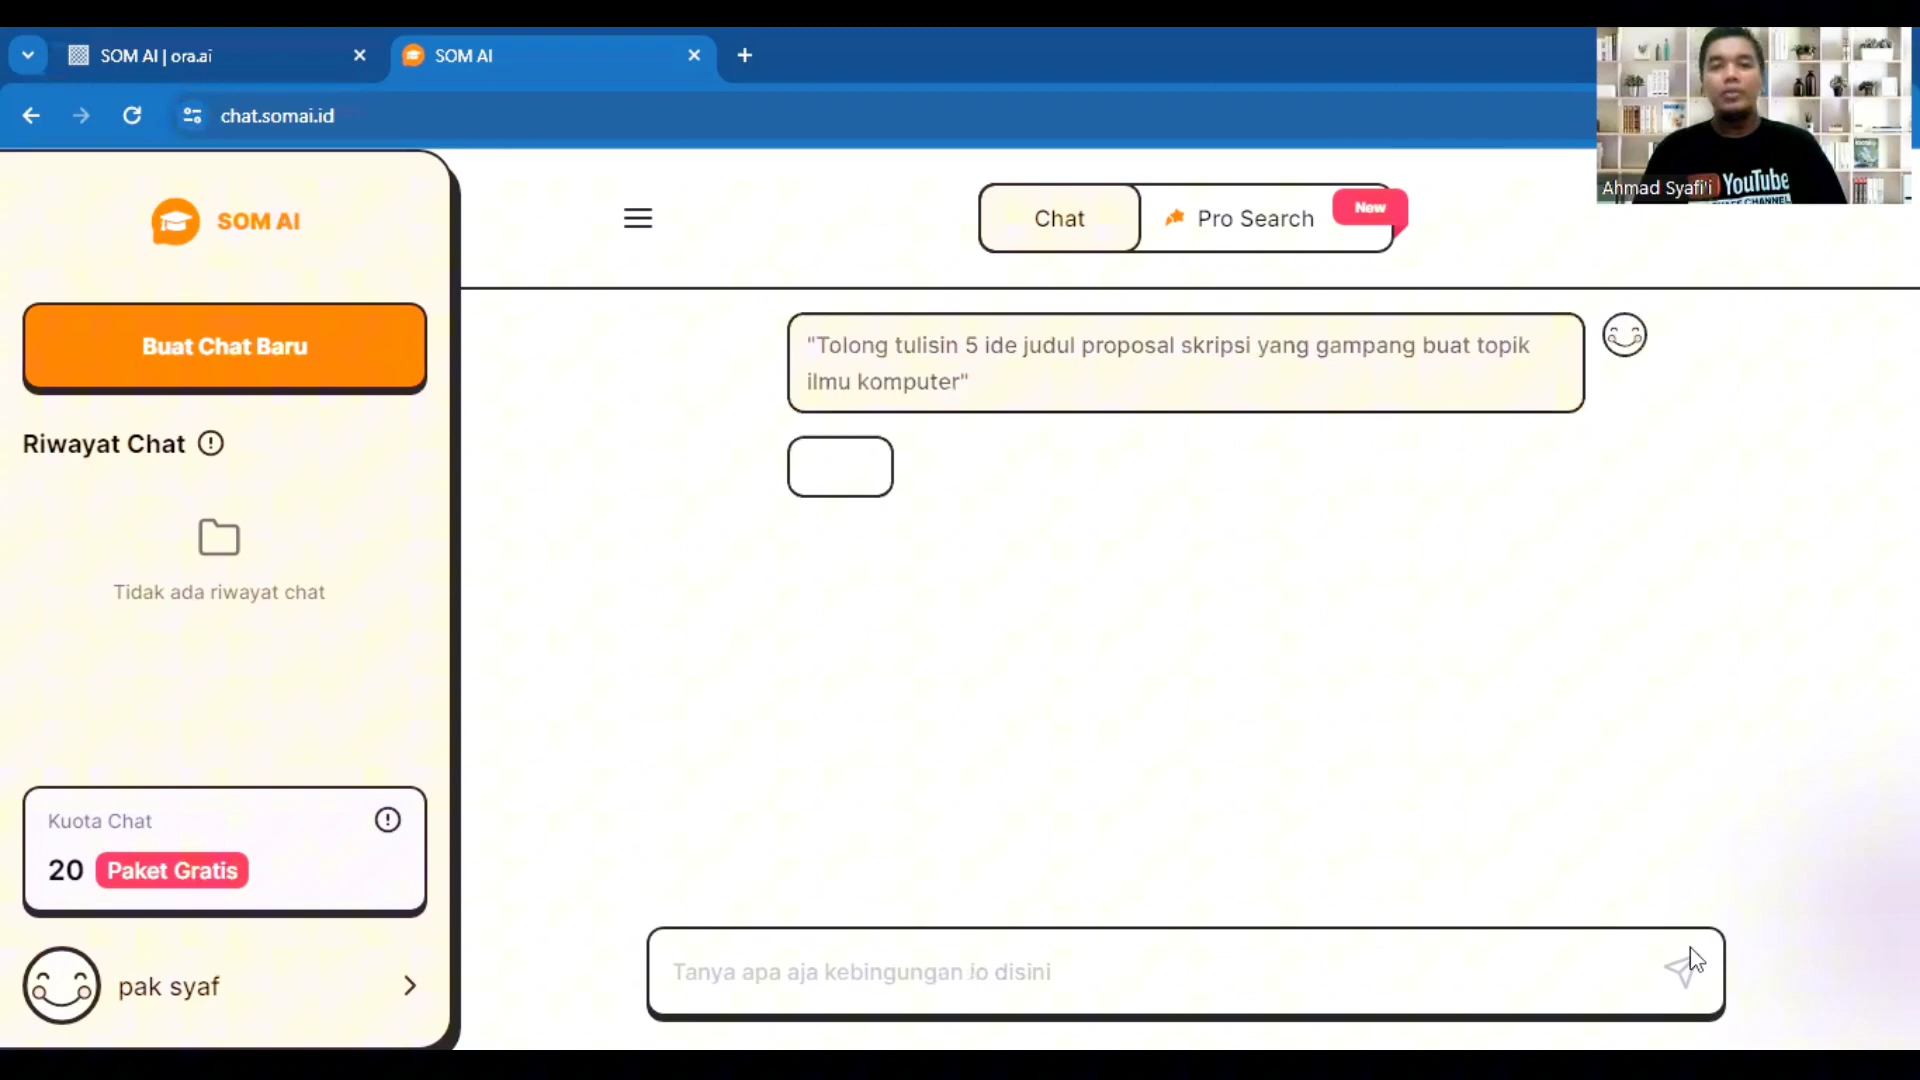 SOM AI | ora.ai
SOM AI
chat.somai.id
Ahmad Syafi'i
YouTube
SOM AI
Chat
Pro Search
New
Buat Chat Baru
"Tolong tulisin 5 ide judul proposal skripsi yang gampang buat topik
ilmu komputer"
Riwayat Chat
Tidak ada riwayat chat
Kuota Chat
20 Paket Gratis
pak syaf
Tanya apa aja kebingungan lo disini